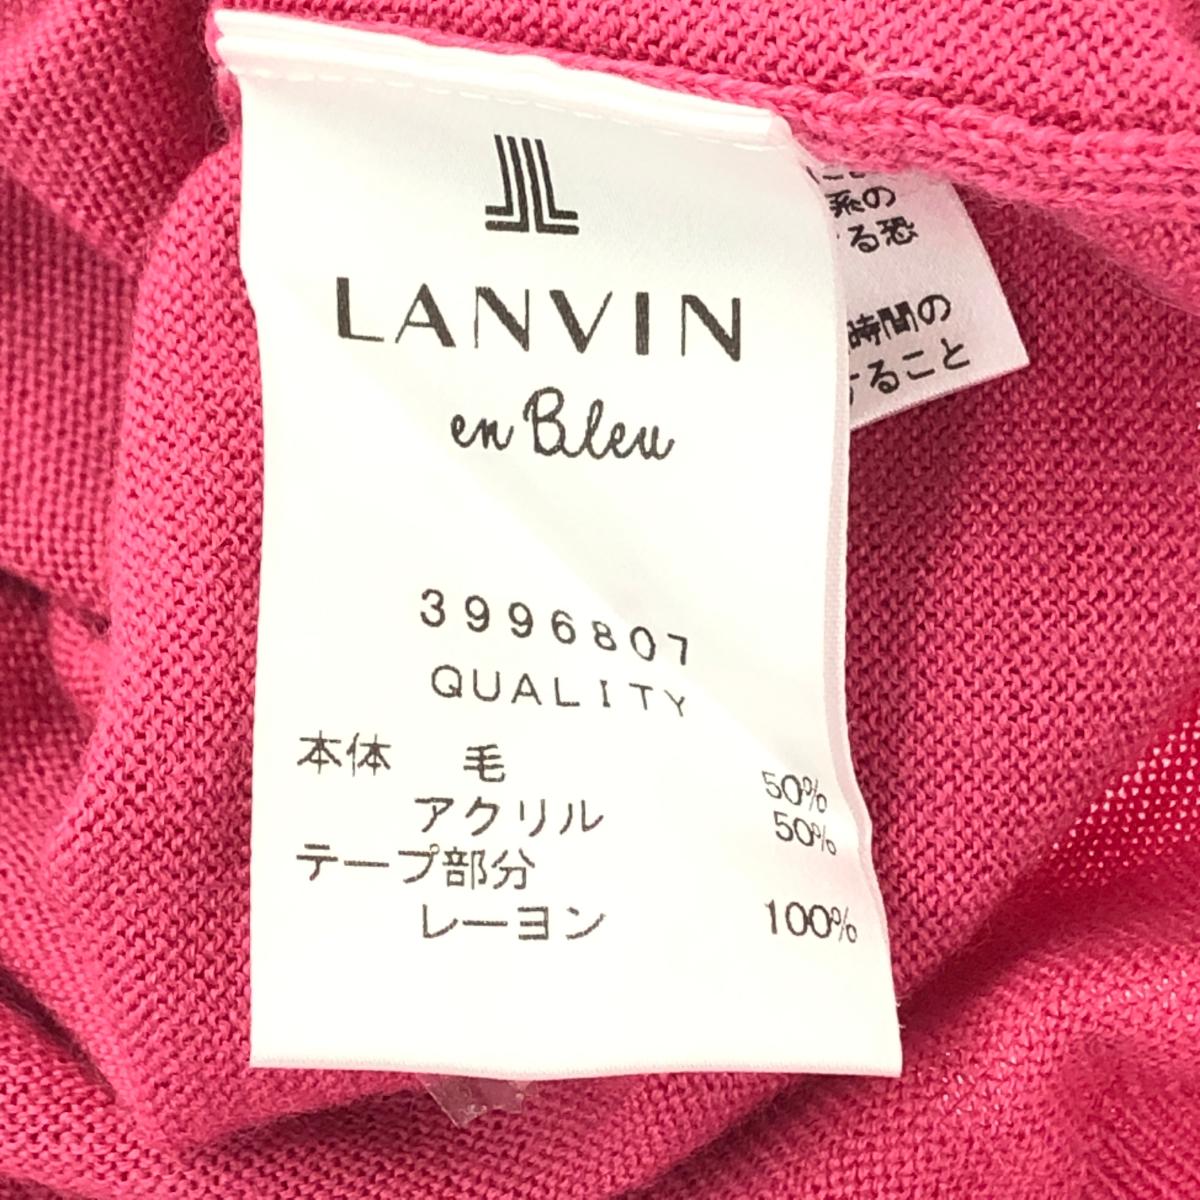 LANVIN
en Bleu
3996807
QUALITY
本体 毛 50%
アクリル 50%
テープ部分
レーヨン 100%
系の
る恐
時間の
ること